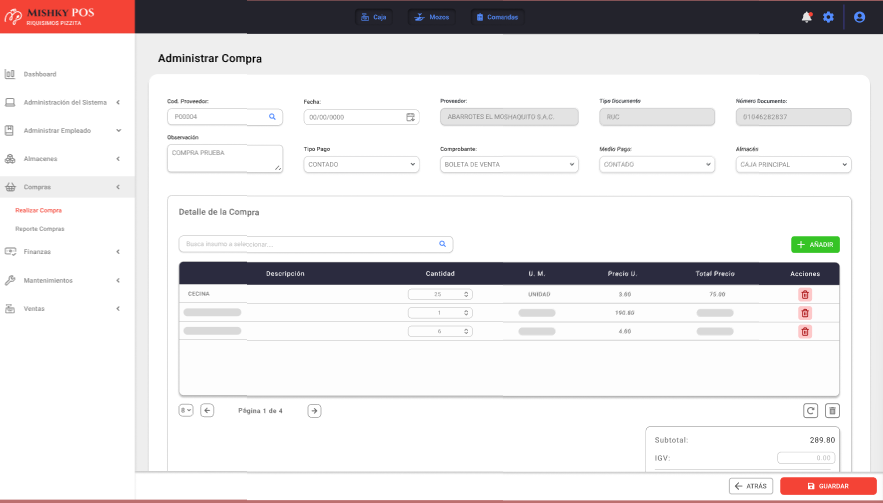 MISHKY POS
RIQUISIMOS PIZZITA
Caja
Mozos
Comandas
Dashboard
Administración del Sistema
Administrar Empleado
Almacenes
Compras
Realizar Compra
Reporte Compras
Finanzas
Mantenimientos
Ventas
Administrar Compra
Cod. Proveedor:
Fecha:
Proveedor:
Tipo Documento
Número Documento:
P00004
00/00/0000
ABARROTES EL MOSHAQUITO S.A.C.
RUC
01046282837
Observación
Tipo Pago
Comprobante:
Medio Pago:
Almacén
COMPRA PRUEBA
CONTADO
BOLETA DE VENTA
CONTADO
CAJA PRINCIPAL
Detalle de la Compra
Busca insumo a seleccionar...
+ AÑADIR
Descripción Cantidad U. M. Precio U. Total Precio Acciones
CECINA 25 UNIDAD 3.00 75.00
1 190.80
6 4.00
8
Página 1 de 4
Subtotal: 289.80
IGV: 0.00
ATRÁS
GUARDAR